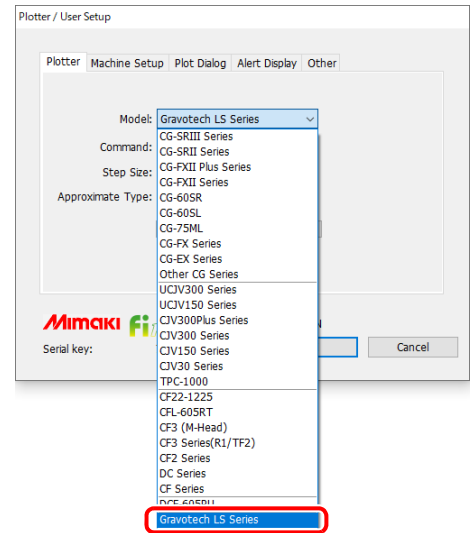 Plotter / User Setup
Plotter Machine Setup Plot Dialog Alert Display Other
Model: Gravotech LS Series
Command:
Step Size:
Approximate Type:
CG-SRIII Series
CG-SRII Series
CG-FXII Plus Series
CG-FXII Series
CG-60SR
CG-60SL
CG-75ML
CG-FX Series
CG-EX Series
Other CG Series
UCJV300 Series
UCJV150 Series
CJV300Plus Series
CJV300 Series
CJV150 Series
CJV30 Series
TPC-1000
CF22-1225
CFL-605RT
CF3 (M-Head)
CF3 Series(R1/TF2)
CF2 Series
DC Series
CF Series
DCF-605PU
Gravotech LS Series
Mimaki Fi
Serial key:
Cancel